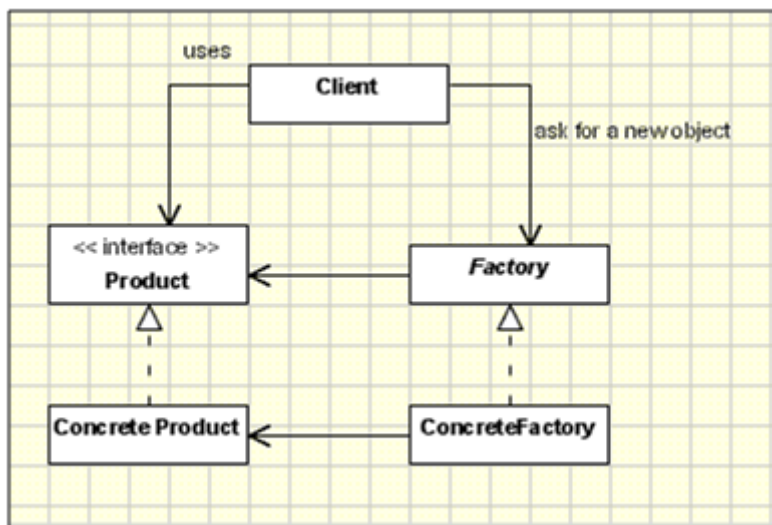 uses
Client
ask for a new object
<< interface >>
Product
Factory
Concrete Product
ConcreteFactory